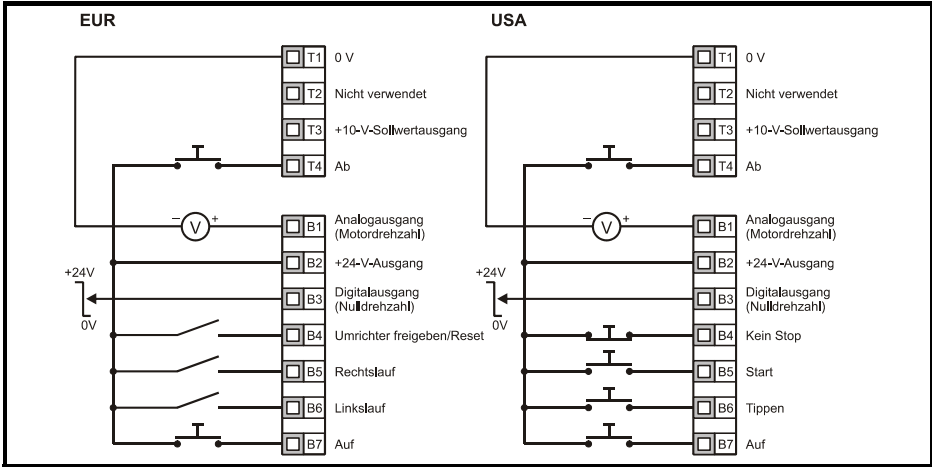 EUR
T1 0 V
T2 Nicht verwendet
T3 +10-V-Sollwertausgang
T4 Ab
− V +
B1 Analogausgang
(Motordrehzahl)
B2 +24-V-Ausgang
+24V
0V
B3 Digitalausgang
(Nulldrehzahl)
B4 Umrichter freigeben/Reset
B5 Rechtslauf
B6 Linkslauf
B7 Auf
USA
T1 0 V
T2 Nicht verwendet
T3 +10-V-Sollwertausgang
T4 Ab
− V +
B1 Analogausgang
(Motordrehzahl)
B2 +24-V-Ausgang
+24V
0V
B3 Digitalausgang
(Nulldrehzahl)
B4 Kein Stop
B5 Start
B6 Tippen
B7 Auf